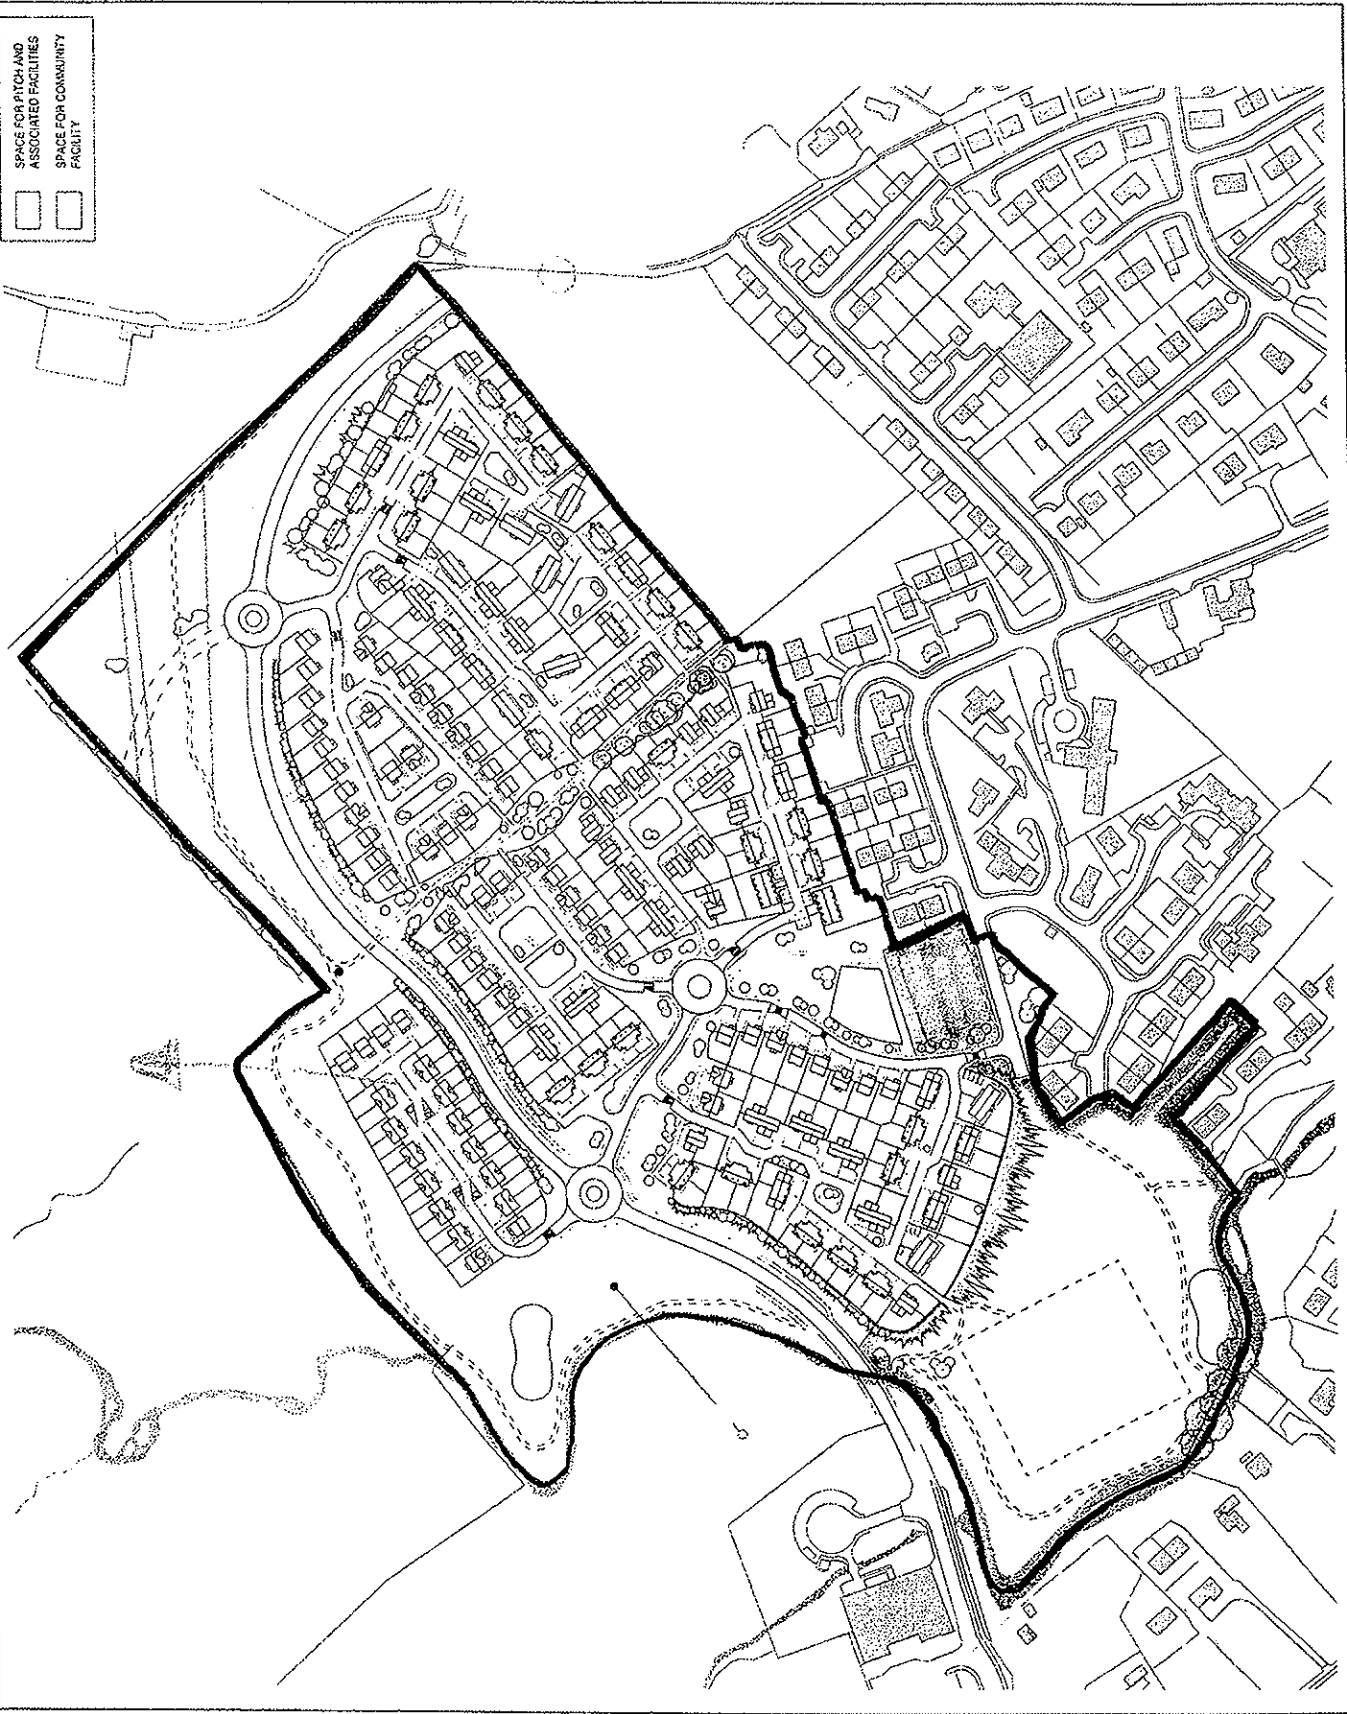 SPACE FOR PITCH AND
ASSOCIATED FACILITIES
SPACE FOR COMMUNITY
FACILITY